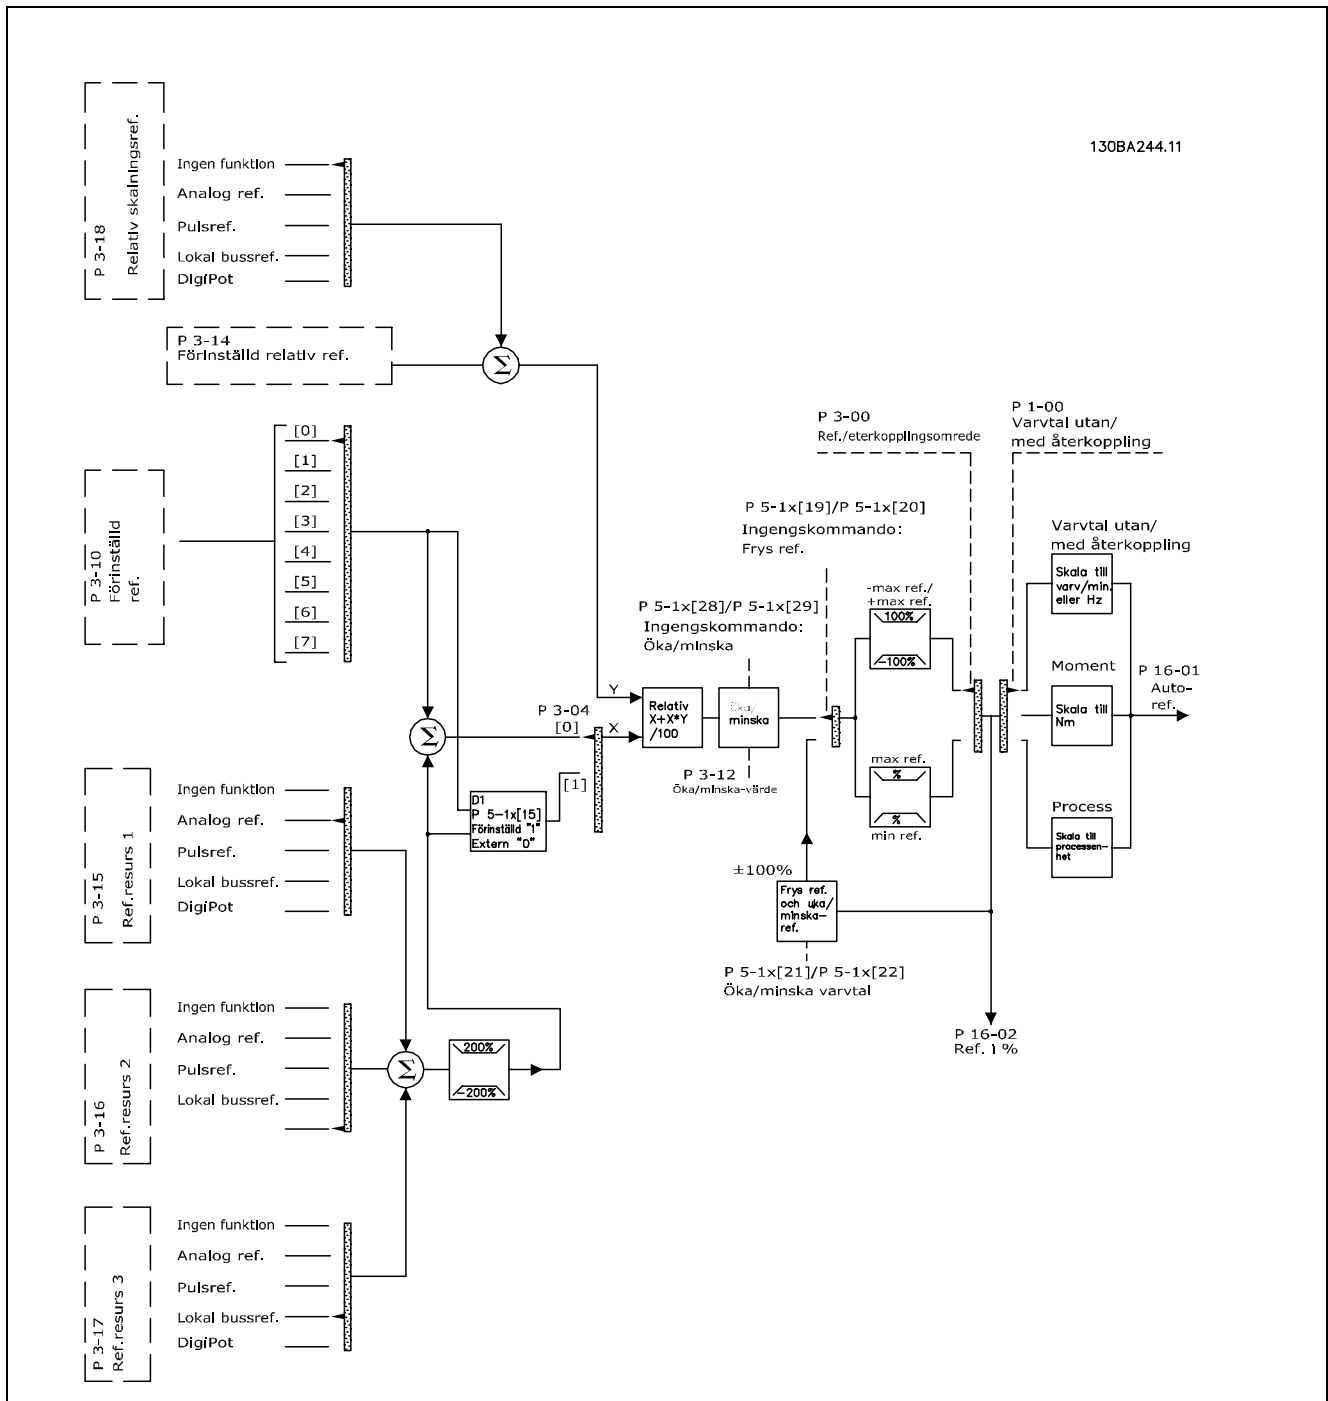 130BA244.11
P 3-18
Relativ skalningsref.
Ingen funktion
Analog ref.
Pulsref.
Lokal bussref.
DigiPot
P 3-14
Förinställd relativ ref.
Σ
P 3-10
Förinställd
ref.
[0]
[1]
[2]
[3]
[4]
[5]
[6]
[7]
P 3-15
Ref.resurs 1
Ingen funktion
Analog ref.
Pulsref.
Lokal bussref.
DigiPot
P 3-16
Ref.resurs 2
Ingen funktion
Analog ref.
Pulsref.
Lokal bussref.
P 3-17
Ref.resurs 3
Ingen funktion
Analog ref.
Pulsref.
Lokal bussref.
DigiPot
Σ
200%
-200%
Σ
D1
P 5-1x[15]
Förinställd "1"
Extern "0"
P 3-04
[0]
[1]
Y
X
Relativ
X+X*Y
/100
P 5-1x[28]/P 5-1x[29]
Ingengskommando:
Öka/minska
Öka/
minska
P 3-12
Öka/minska-värde
P 5-1x[19]/P 5-1x[20]
Ingengskommando:
Frys ref.
-max ref./
+max ref.
100%
-100%
max ref.
%
%
min ref.
±100%
Frys ref.
och uka/
minska-
ref.
P 5-1x[21]/P 5-1x[22]
Öka/minska varvtal
P 3-00
Ref./eterkopplingsomrede
P 1-00
Varvtal utan/
med återkoppling
Varvtal utan/
med återkoppling
Skala till
varv/min.
eller Hz
Moment
Skala till
Nm
Process
Skala till
processen-
het
P 16-01
Auto-
ref.
P 16-02
Ref. 1 %